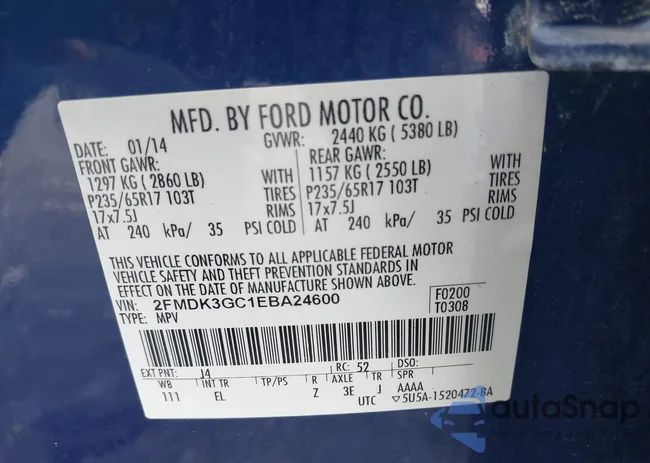 MFD. BY FORD MOTOR CO.
DATE: 01/14 GVWR: 2440 KG ( 5380 LB)
FRONT GAWR: REAR GAWR:
1297 KG ( 2860 LB) WITH 1157 KG ( 2550 LB) WITH
P235/65R17 103T TIRES P235/65R17 103T TIRES
17x7.5J RIMS 17x7.5J RIMS
AT 240 kPa/ 35 PSI COLD AT 240 kPa/ 35 PSI COLD
THIS VEHICLE CONFORMS TO ALL APPLICABLE FEDERAL MOTOR
VEHICLE SAFETY AND THEFT PREVENTION STANDARDS IN
EFFECT ON THE DATE OF MANUFACTURE SHOWN ABOVE.
VIN: 2FMDK3GC1EBA24600 F0200
TYPE: MPV T0308
EXT PNT: J4 RC: 52 DSO:
WB INT TR TP/PS R AXLE TR SPR
111 EL Z 3E J AAAA
UTC ▽5U5A-1520472-BA
autoSnap